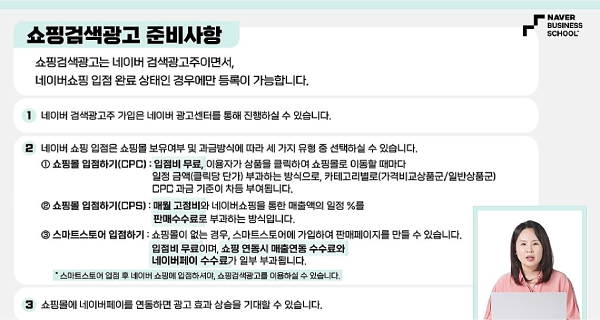 쇼핑검색광고 준비사항
NAVER
BUSINESS
SCHOOL
쇼핑검색광고는 네이버 검색광고주이면서,
네이버쇼핑 입점 완료 상태인 경우에만 등록이 가능합니다.
1 네이버 검색광고주 가입은 네이버 광고센터를 통해 진행하실 수 있습니다.
2 네이버 쇼핑 입점은 쇼핑몰 보유여부 및 과금방식에 따라 세 가지 유형 중 선택하실 수 있습니다.
① 쇼핑몰 입점하기(CPC) : 입점비 무료, 이용자가 상품을 클릭하여 쇼핑몰로 이동할 때마다
일정 금액(클릭당 단가) 부과하는 방식으로, 카테고리별로(가격비교상품군/일반상품군)
CPC 과금 기준이 차등 부여됩니다.
② 쇼핑몰 입점하기(CPS) : 매월 고정비와 네이버쇼핑을 통한 매출액의 일정 %를
판매수수료로 부과하는 방식입니다.
③ 스마트스토어 입점하기 : 쇼핑몰이 없는 경우, 스마트스토어에 가입하여 판매페이지를 만들 수 있습니다.
입점비 무료이며, 쇼핑 연동시 매출연동 수수료와
네이버페이 수수료가 일부 부과됩니다.
* 스마트스토어 입점 후 네이버 쇼핑에 입점하셔야, 쇼핑검색광고를 이용하실 수 있습니다.
3 쇼핑몰에 네이버페이를 연동하면 광고 효과 상승을 기대할 수 있습니다.